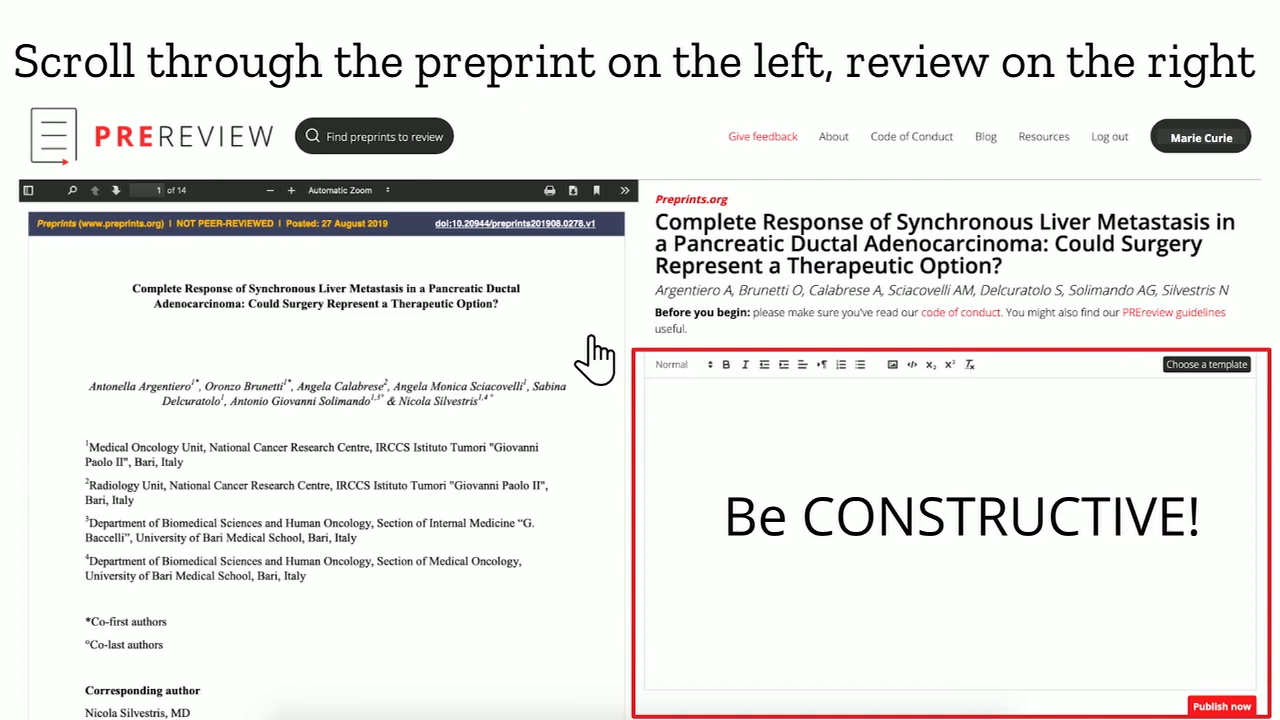 Scroll through the preprint on the left, review on the right
PREREVIEW
Find preprints to review
Give feedback
About
Code of Conduct
Blog
Resources
Log out
Marie Curie
1 of 14
Automatic Zoom
Preprints (www.preprints.org) | NOT PEER-REVIEWED | Posted: 27 August 2019
doi:10.20944/preprints201908.0278.v1
Complete Response of Synchronous Liver Metastasis in a Pancreatic Ductal
Adenocarcinoma: Could Surgery Represent a Therapeutic Option?
Antonella Argentiero1*, Oronzo Brunetti1*, Angela Calabrese2, Angela Monica Sciacovelli1, Sabina
Delcuratolo1, Antonio Giovanni Solimando1,3° & Nicola Silvestris1,4 °
1Medical Oncology Unit, National Cancer Research Centre, IRCCS Istituto Tumori "Giovanni
Paolo II", Bari, Italy
2Radiology Unit, National Cancer Research Centre, IRCCS Istituto Tumori "Giovanni Paolo II",
Bari, Italy
3Department of Biomedical Sciences and Human Oncology, Section of Internal Medicine “G.
Baccelli”, University of Bari Medical School, Bari, Italy
4Department of Biomedical Sciences and Human Oncology, Section of Medical Oncology,
University of Bari Medical School, Bari, Italy
*Co-first authors
°Co-last authors
Corresponding author
Nicola Silvestris, MD
Preprints.org
Complete Response of Synchronous Liver Metastasis in
a Pancreatic Ductal Adenocarcinoma: Could Surgery
Represent a Therapeutic Option?
Argentiero A, Brunetti O, Calabrese A, Sciacovelli AM, Delcuratolo S, Solimando AG, Silvestris N
Before you begin: please make sure you've read our code of conduct. You might also find our PREreview guidelines
useful.
Normal
Choose a template
Be CONSTRUCTIVE!
Publish now